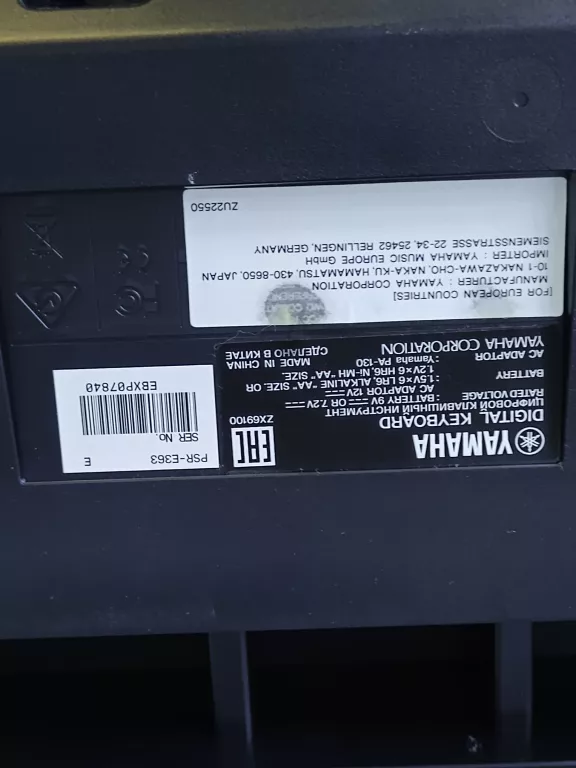 YAMAHA
DIGITAL KEYBOARD
ЦИФРОВОЙ КЛАВИШНЫЙ ИНСТРУМЕНТ
RATED VOLTAGE : BATTERY 9V OR 7.2V
AC ADAPTOR 12V
BATTERY : 1.5V×6 LR6, ALKALINE "AA" SIZE, OR
1.2V×6 HR6, Ni-MH "AA" SIZE.
AC ADAPTOR : Yamaha PA-130
YAMAHA CORPORATION
MADE IN CHINA
СДЕЛАНО В КИТАЕ
EAC
ZX69100
PSR-E363 E
SER No.
EBXP07840
[FOR EUROPEAN COUNTRIES]
MANUFACTURER : YAMAHA CORPORATION
10-1 NAKAZAWA-CHO, NAKA-KU, HAMAMATSU, 430-8650, JAPAN
IMPORTER : YAMAHA MUSIC EUROPE GmbH
SIEMENSSTRASSE 22-34, 25462 RELLINGEN, GERMANY
ZU22550